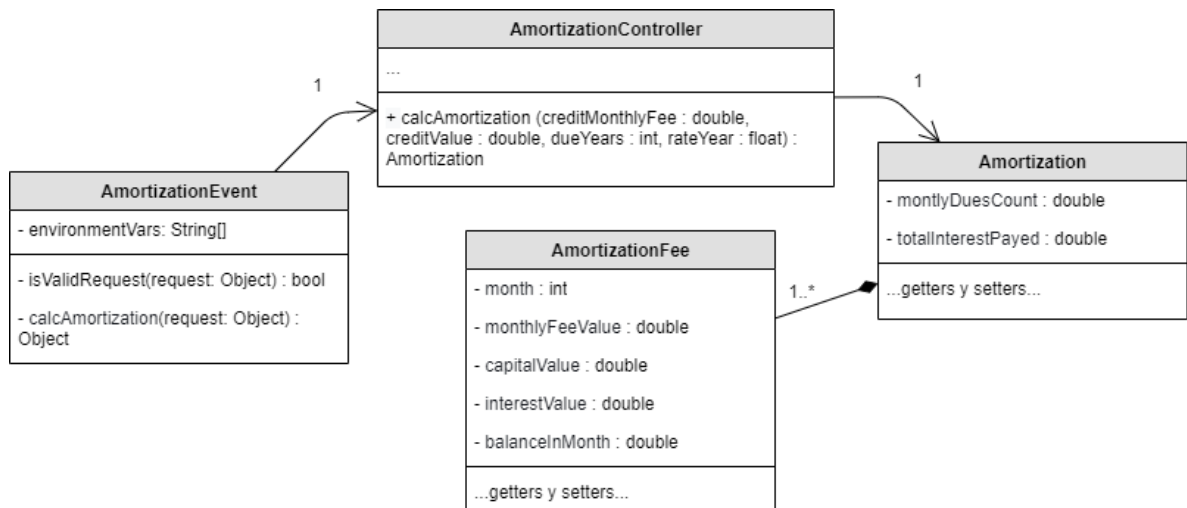 AmortizationController
...
+ calcAmortization (creditMonthlyFee : double,
creditValue : double, dueYears : int, rateYear : float) :
Amortization
1
1
AmortizationEvent
- environmentVars: String[]
- isValidRequest(request: Object) : bool
- calcAmortization(request: Object) :
Object
Amortization
- montlyDuesCount : double
- totalInterestPayed : double
...getters y setters...
AmortizationFee
- month : int
- monthlyFeeValue : double
- capitalValue : double
- interestValue : double
- balanceInMonth : double
...getters y setters...
1..*